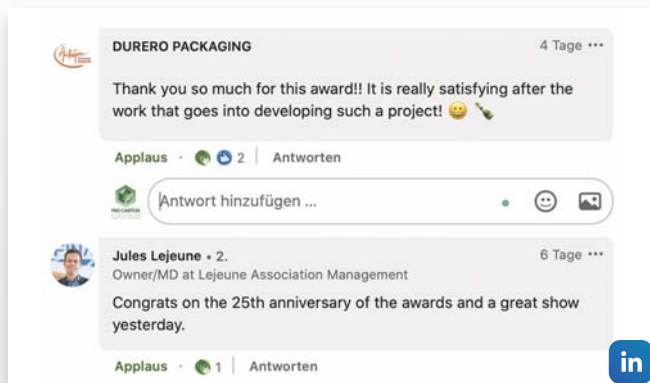 DURERO PACKAGING
4 Tage
Thank you so much for this award!! It is really satisfying after the
work that goes into developing such a project! 😀 🍾
Applaus · 2 | Antworten
PRO CARTON
Antwort hinzufügen ...
Jules Lejeune • 2.
6 Tage
Owner/MD at Lejeune Association Management
Congrats on the 25th anniversary of the awards and a great show
yesterday.
Applaus · 1 | Antworten
in